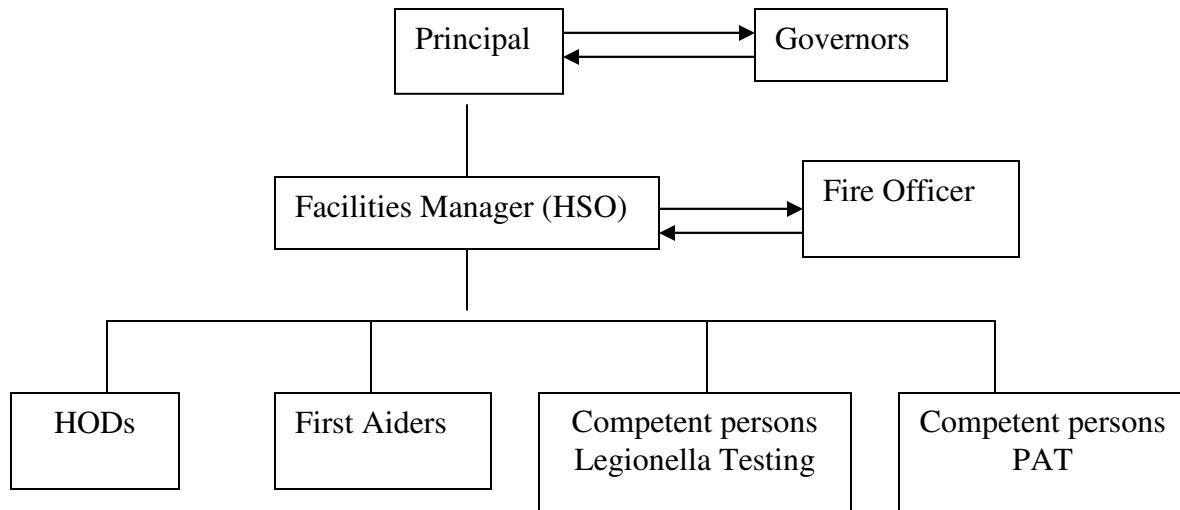 Principal
Governors
Facilities Manager (HSO)
Fire Officer
HODs
First Aiders
Competent persons
Legionella Testing
Competent persons
PAT